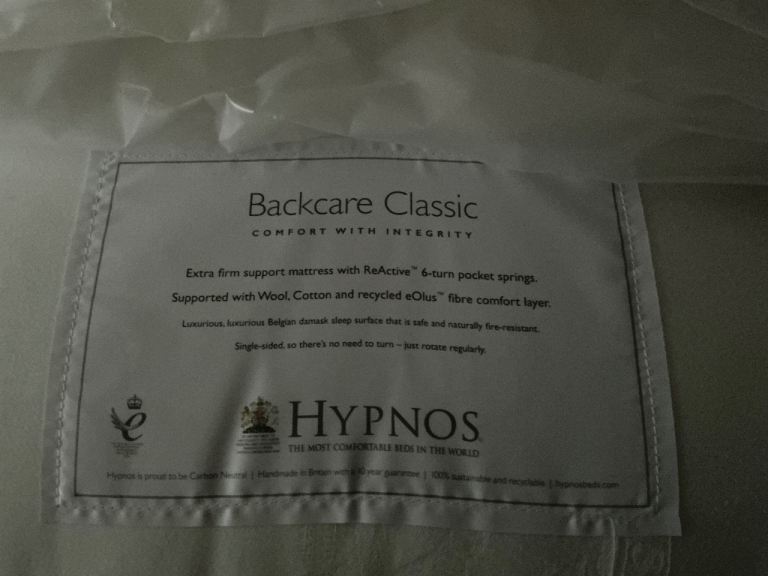 Backcare Classic
COMFORT WITH INTEGRITY
Extra firm support mattress with ReActive™ 6-turn pocket springs.
Supported with Wool, Cotton and recycled eOlus™ fibre comfort layer.
Luxurious, luxurious Belgian damask sleep surface that is safe and naturally fire-resistant.
Single-sided, so there's no need to turn – just rotate regularly.
HYPNOS
THE MOST COMFORTABLE BEDS IN THE WORLD
Hypnos is proud to be Carbon Neutral | Handmade in Britain with a 10 year guarantee | 100% sustainable and recyclable | hypnosbeds.com